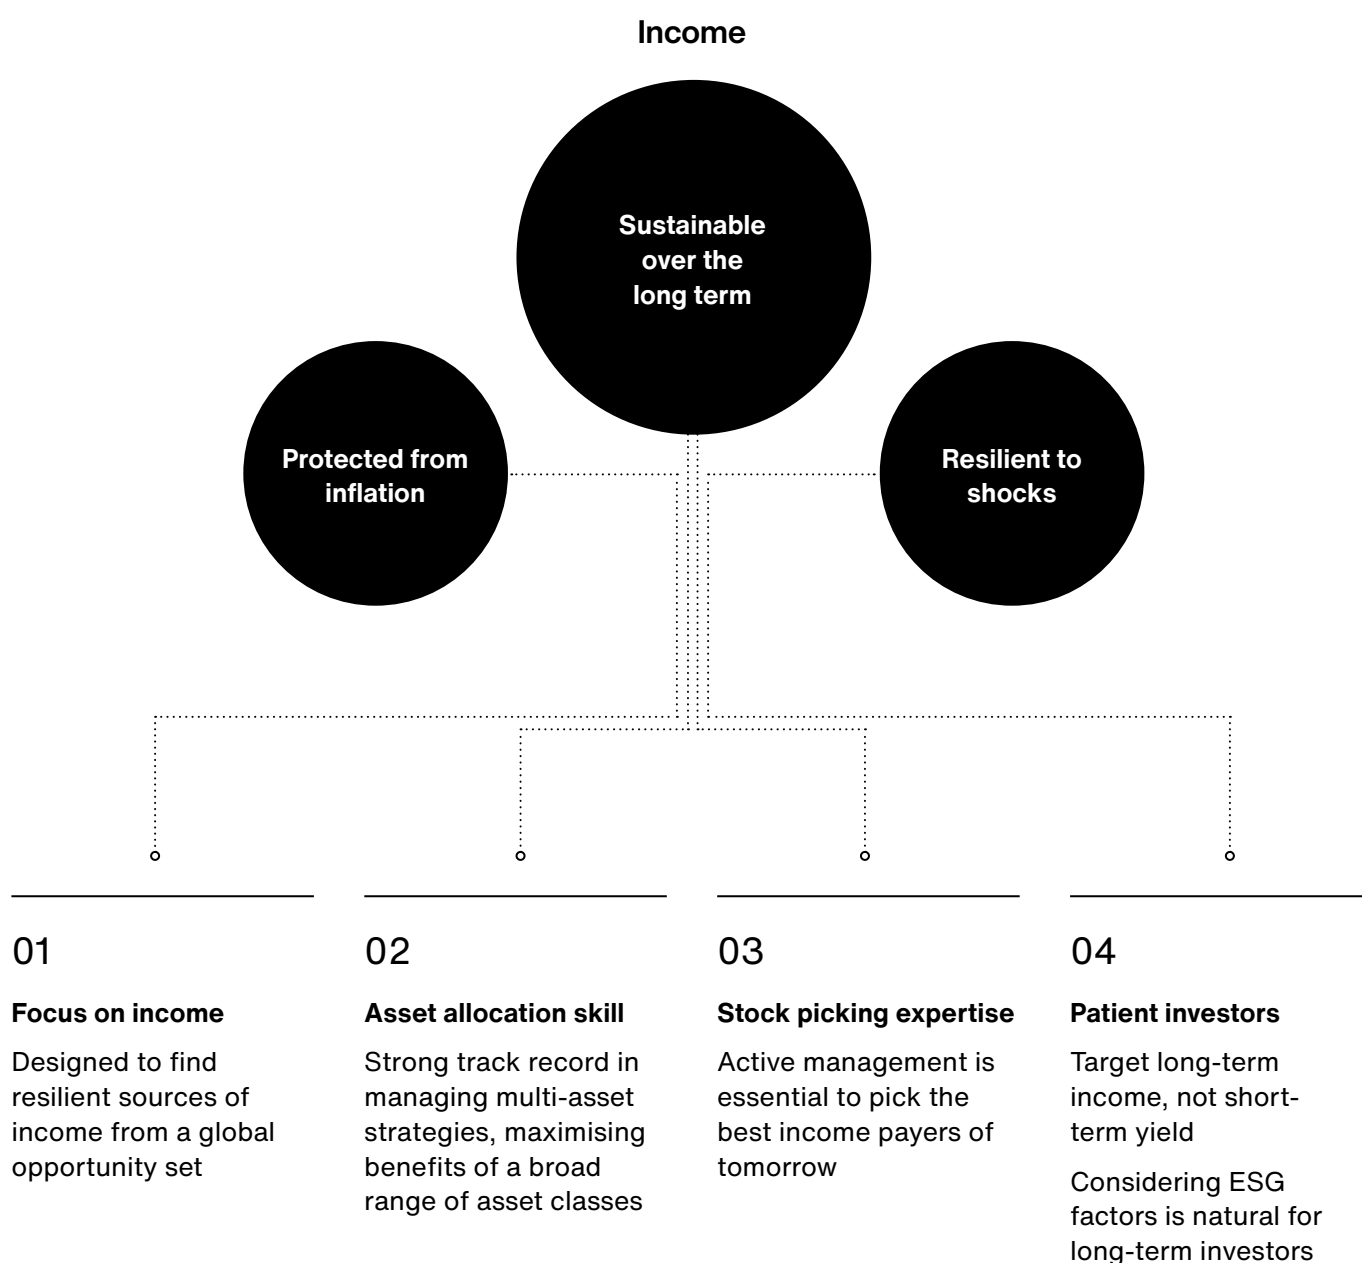 Income
Sustainable
over the
long term
Protected from
inflation
Resilient to
shocks
01
Focus on income
Designed to find
resilient sources of
income from a global
opportunity set
02
Asset allocation skill
Strong track record in
managing multi-asset
strategies, maximising
benefits of a broad
range of asset classes
03
Stock picking expertise
Active management is
essential to pick the
best income payers of
tomorrow
04
Patient investors
Target long-term
income, not short-
term yield
Considering ESG
factors is natural for
long-term investors